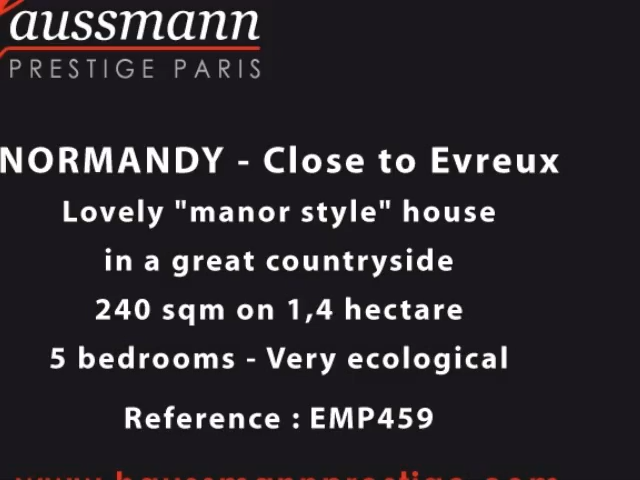 aussmann
PRESTIGE PARIS
NORMANDY - Close to Evreux
Lovely "manor style" house
in a great countryside
240 sqm on 1,4 hectare
5 bedrooms - Very ecological
Reference : EMP459